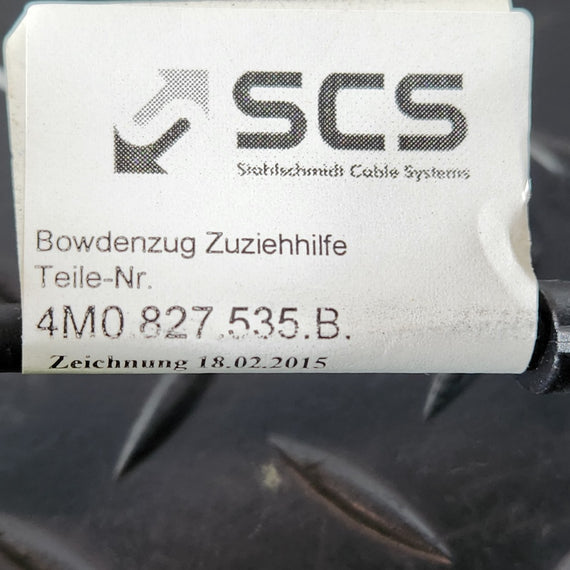 SCS
Stahlschmidt Cable Systems
Bowdenzug Zuziehhilfe
Teile-Nr.
4M0.827.535.B.
Zeichnung 18.02.2015